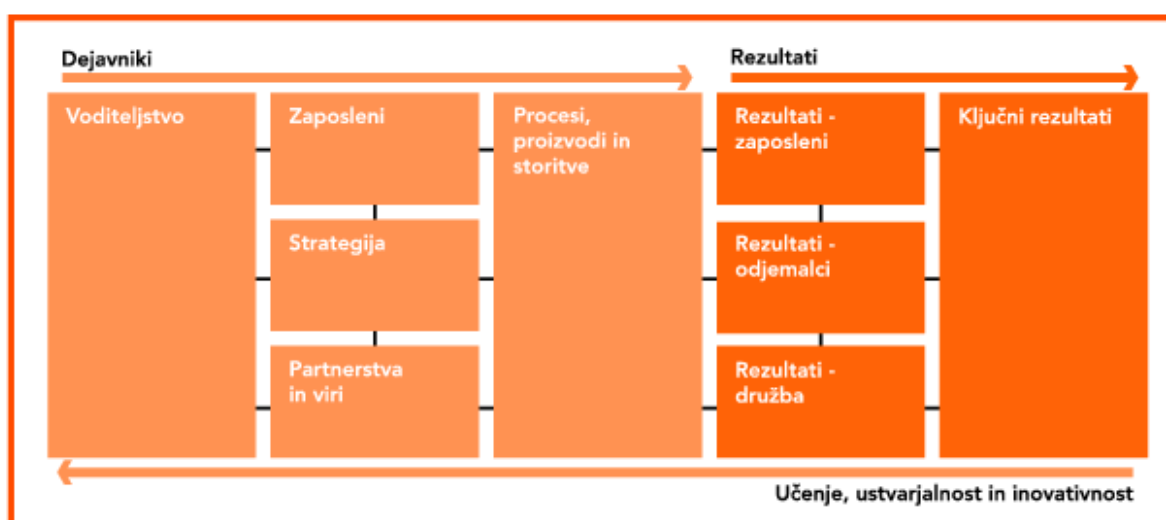 Dejavniki
Rezultati
Voditeljstvo
Zaposleni
Strategija
Partnerstva
in viri
Procesi,
proizvodi in
storitve
Rezultati -
zaposleni
Rezultati -
odjemalci
Rezultati -
družba
Ključni rezultati
Učenje, ustvarjalnost in inovativnost